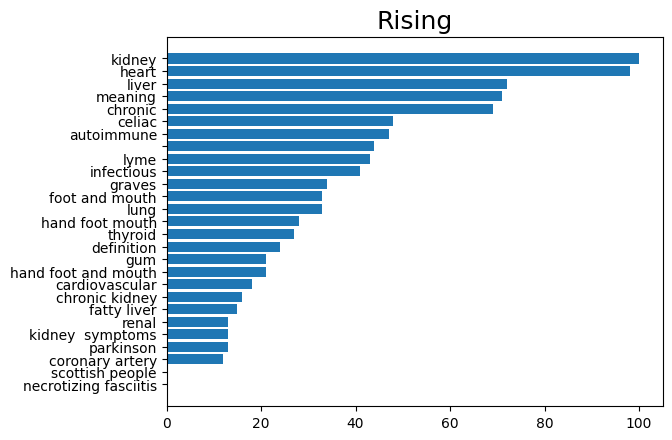 Rising
kidney
heart
liver
meaning
chronic
celiac
autoimmune
lyme
infectious
graves
foot and mouth
lung
hand foot mouth
thyroid
definition
gum
hand foot and mouth
cardiovascular
chronic kidney
fatty liver
renal
kidney  symptoms
parkinson
coronary artery
scottish people
necrotizing fasciitis
0 20 40 60 80 100